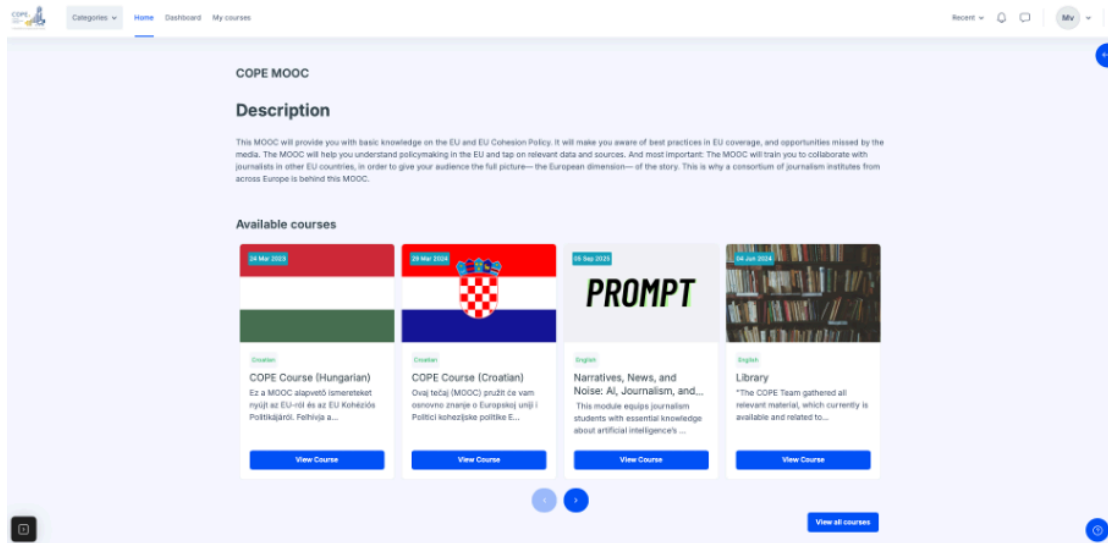 COPE
Categories
Home
Dashboard
My courses
Recent
Mv
COPE MOOC
Description
This MOOC will provide you with basic knowledge on the EU and EU Cohesion Policy. It will make you aware of best practices in EU coverage, and opportunities missed by the
media. The MOOC will help you understand policymaking in the EU and tap on relevant data and sources. And most important: The MOOC will train you to collaborate with
journalists in other EU countries, in order to give your audience the full picture— the European dimension— of the story. This is why a consortium of journalism institutes from
across Europe is behind this MOOC.
Available courses
24 Mar 2023
Croatian
COPE Course (Hungarian)
Ez a MOOC alapvető ismereteket
nyújt az EU-ról és az EU Kohéziós
Politikájáról. Felhívja a...
View Course
29 Mar 2024
Croatian
COPE Course (Croatian)
Ovaj tečaj (MOOC) pružit će vam
osnovno znanje o Europskoj uniji i
Politici kohezijske politike E...
View Course
05 Sep 2025
PROMPT
English
Narratives, News, and
Noise: AI, Journalism, and...
This module equips journalism
students with essential knowledge
about artificial intelligence's ...
View Course
04 Jun 2024
English
Library
"The COPE Team gathered all
relevant material, which currently is
available and related to...
View Course
View all courses